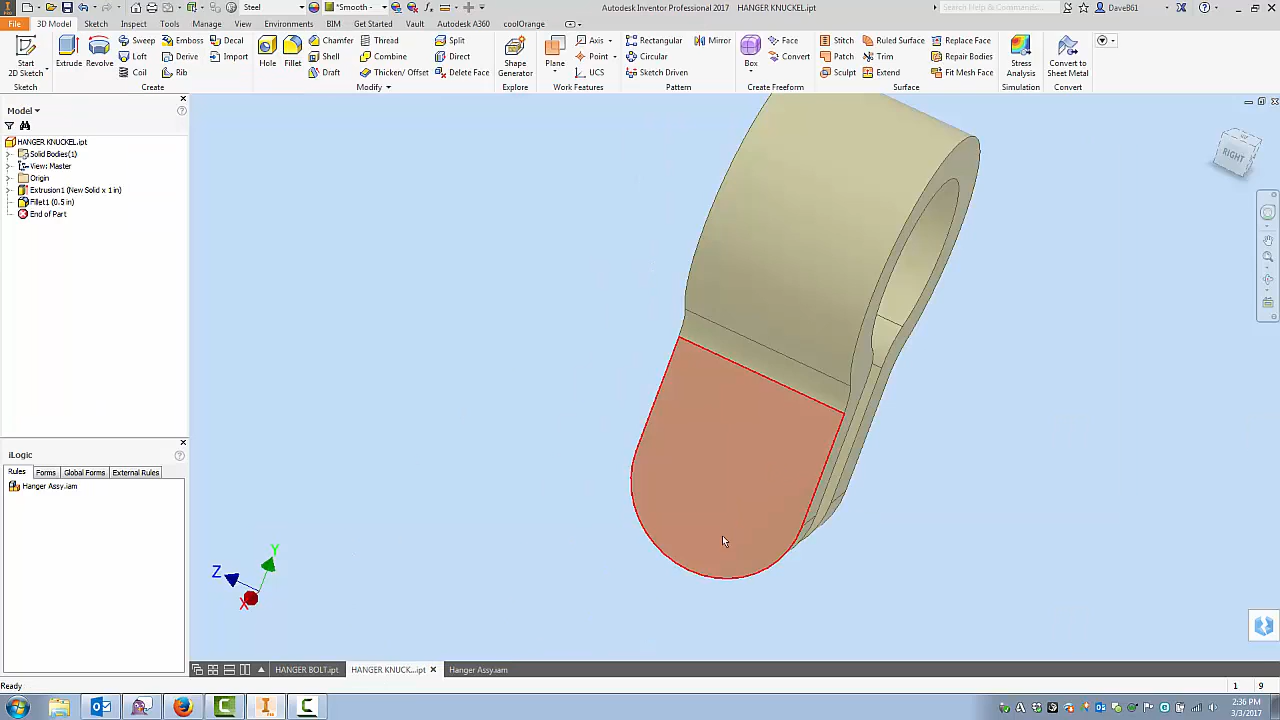 Steel
*Smooth
Autodesk Inventor Professional 2017   HANGER KNUCKEL.ipt
Search Help & Commands...
DaveB61
File
3D Model
Sketch
Inspect
Tools
Manage
View
Environments
BIM
Get Started
Vault
Autodesk A360
coolOrange
Start
2D Sketch
Extrude
Revolve
Sweep
Emboss
Decal
Loft
Derive
Import
Coil
Rib
Hole
Fillet
Chamfer
Thread
Split
Shell
Combine
Direct
Draft
Thicken/ Offset
Delete Face
Shape
Generator
Plane
Axis
Point
UCS
Rectangular
Mirror
Circular
Sketch Driven
Box
Face
Convert
Stitch
Ruled Surface
Replace Face
Patch
Trim
Repair Bodies
Sculpt
Extend
Fit Mesh Face
Stress
Analysis
Convert to
Sheet Metal
Sketch
Create
Modify
Explore
Work Features
Pattern
Create Freeform
Surface
Simulation
Convert
Model
HANGER KNUCKEL.ipt
Solid Bodies(1)
View: Master
Origin
Extrusion1 (New Solid x 1 in)
Fillet1 (0.5 in)
End of Part
RIGHT
iLogic
Rules
Forms
Global Forms
External Rules
Hanger Assy.iam
Y
Z
X
HANGER BOLT.ipt
HANGER KNUCK...ipt
Hanger Assy.iam
Ready
1
9
2:36 PM
3/3/2017